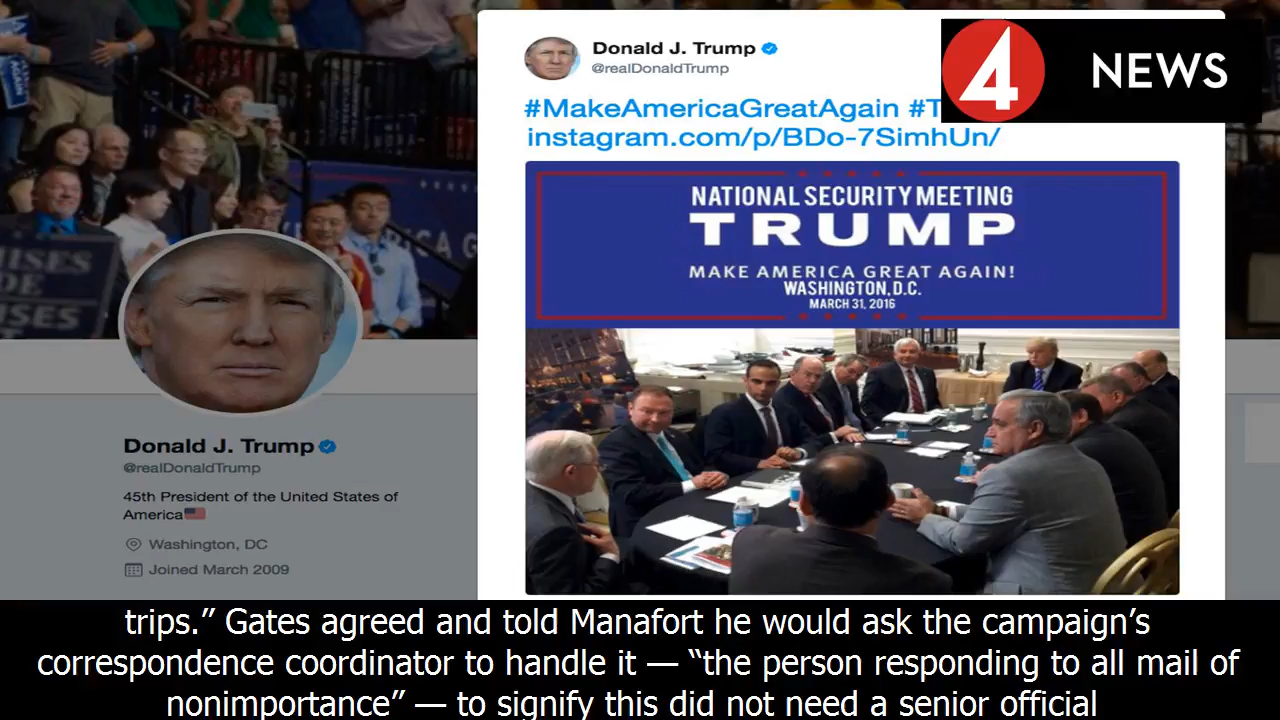 Donald J. Trump
@realDonaldTrump
#MakeAmericaGreatAgain
instagram.com/p/BDo-7SimhUn/
4 NEWS
NATIONAL SECURITY MEETING
TRUMP
MAKE AMERICA GREAT AGAIN!
WASHINGTON, D.C.
MARCH 31, 2016
Donald J. Trump
@realDonaldTrump
45th President of the United States of
America
Washington, DC
Joined March 2009
trips.” Gates agreed and told Manafort he would ask the campaign’s
correspondence coordinator to handle it — “the person responding to all mail of
nonimportance” — to signify this did not need a senior official